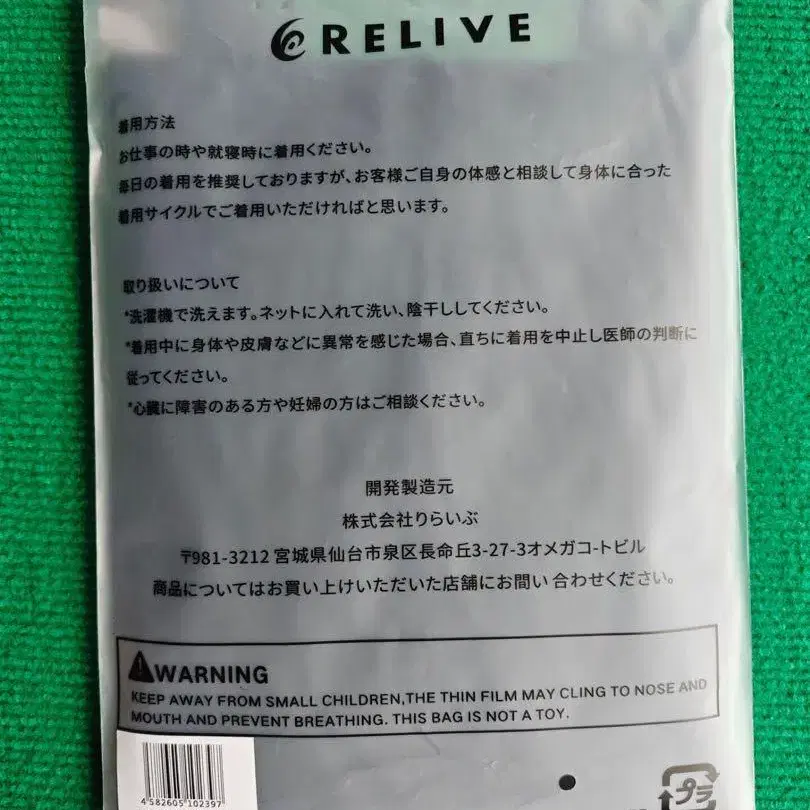 RELIVE
着用方法
お仕事の時や就寝時に着用ください。
毎日の着用を推奨しておりますが、お客様ご自身の体感と相談して身体に合った
着用サイクルでご着用いただければと思います。
取り扱いについて
*洗濯機で洗えます。ネットに入れて洗い、陰干ししてください。
*着用中に身体や皮膚などに異常を感じた場合、直ちに着用を中止し医師の判断に
従ってください。
*心臓に障害のある方や妊婦の方はご相談ください。
開発製造元
株式会社りらいぶ
〒981-3212 宮城県仙台市泉区長命丘3-27-3オメガコートビル
商品についてはお買い上げいただいた店舗にお問い合わせください。
WARNING
KEEP AWAY FROM SMALL CHILDREN,THE THIN FILM MAY CLING TO NOSE AND
MOUTH AND PREVENT BREATHING. THIS BAG IS NOT A TOY.
4 582605 102397
プラ